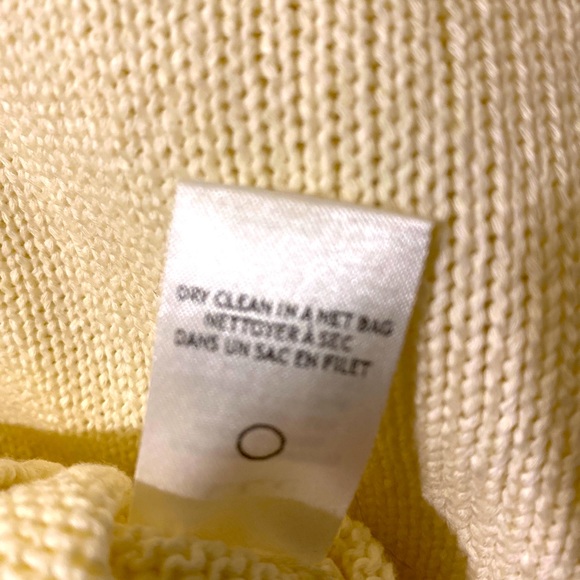 DRY CLEAN IN A NET BAG
NETTOYER À SEC
DANS UN SAC EN FILET